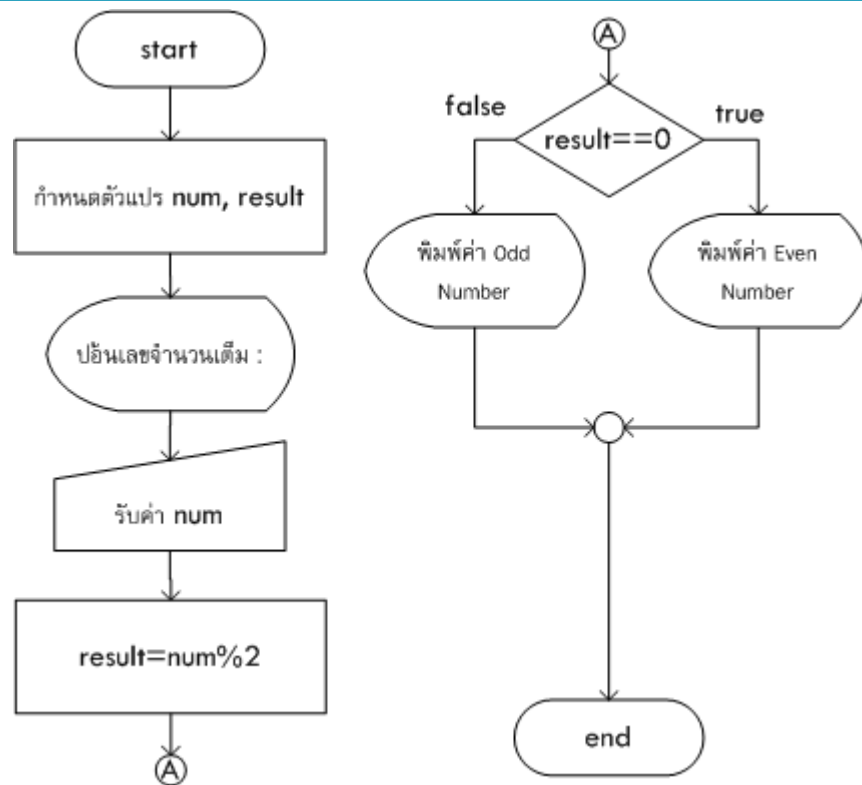 start
กำหนดตัวแปร num, result
ป้อนเลขจำนวนเต็ม :
รับค่า num
result=num%2
A
A
false
true
result==0
พิมพ์ค่า Odd
Number
พิมพ์ค่า Even
Number
end